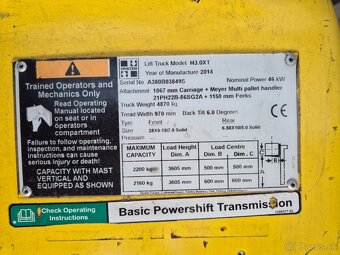 HYSTER
Lift Truck Model H3.0XT
Year of Manufacture 2018
Serial No. A380B03849S
Nominal Power 46 kW
Attachment: 1067 mm Carriage + Meyer Multi pallet handler
21PH22B-56SG2A + 1150 mm Forks
Truck Weight 4870 kg
Tread Width 970 mm Back Tilt 6.0 Degrees
Front Rear
Tyre 28X9-15/7.0 Solid 6.50X10/5.0 Solid
MAXIMUM Load Height Load Centre
CAPACITY Dim. A Dim. B Dim. C
2200 kg 3605 mm 500 mm 500 mm
2160 kg 3605 mm 600 mm 600 mm
Trained Operators and
Mechanics Only
Read Operating
Manual located
on seat or in
operators
compartment
Failure to follow operating,
inspection, and maintenance
instructions can cause
serious injury or death
CAPACITY WITH MAST
VERTICAL AND EQUIPPED
AS SHOWN
Check Operating
Instructions
Basic Powershift Transmission